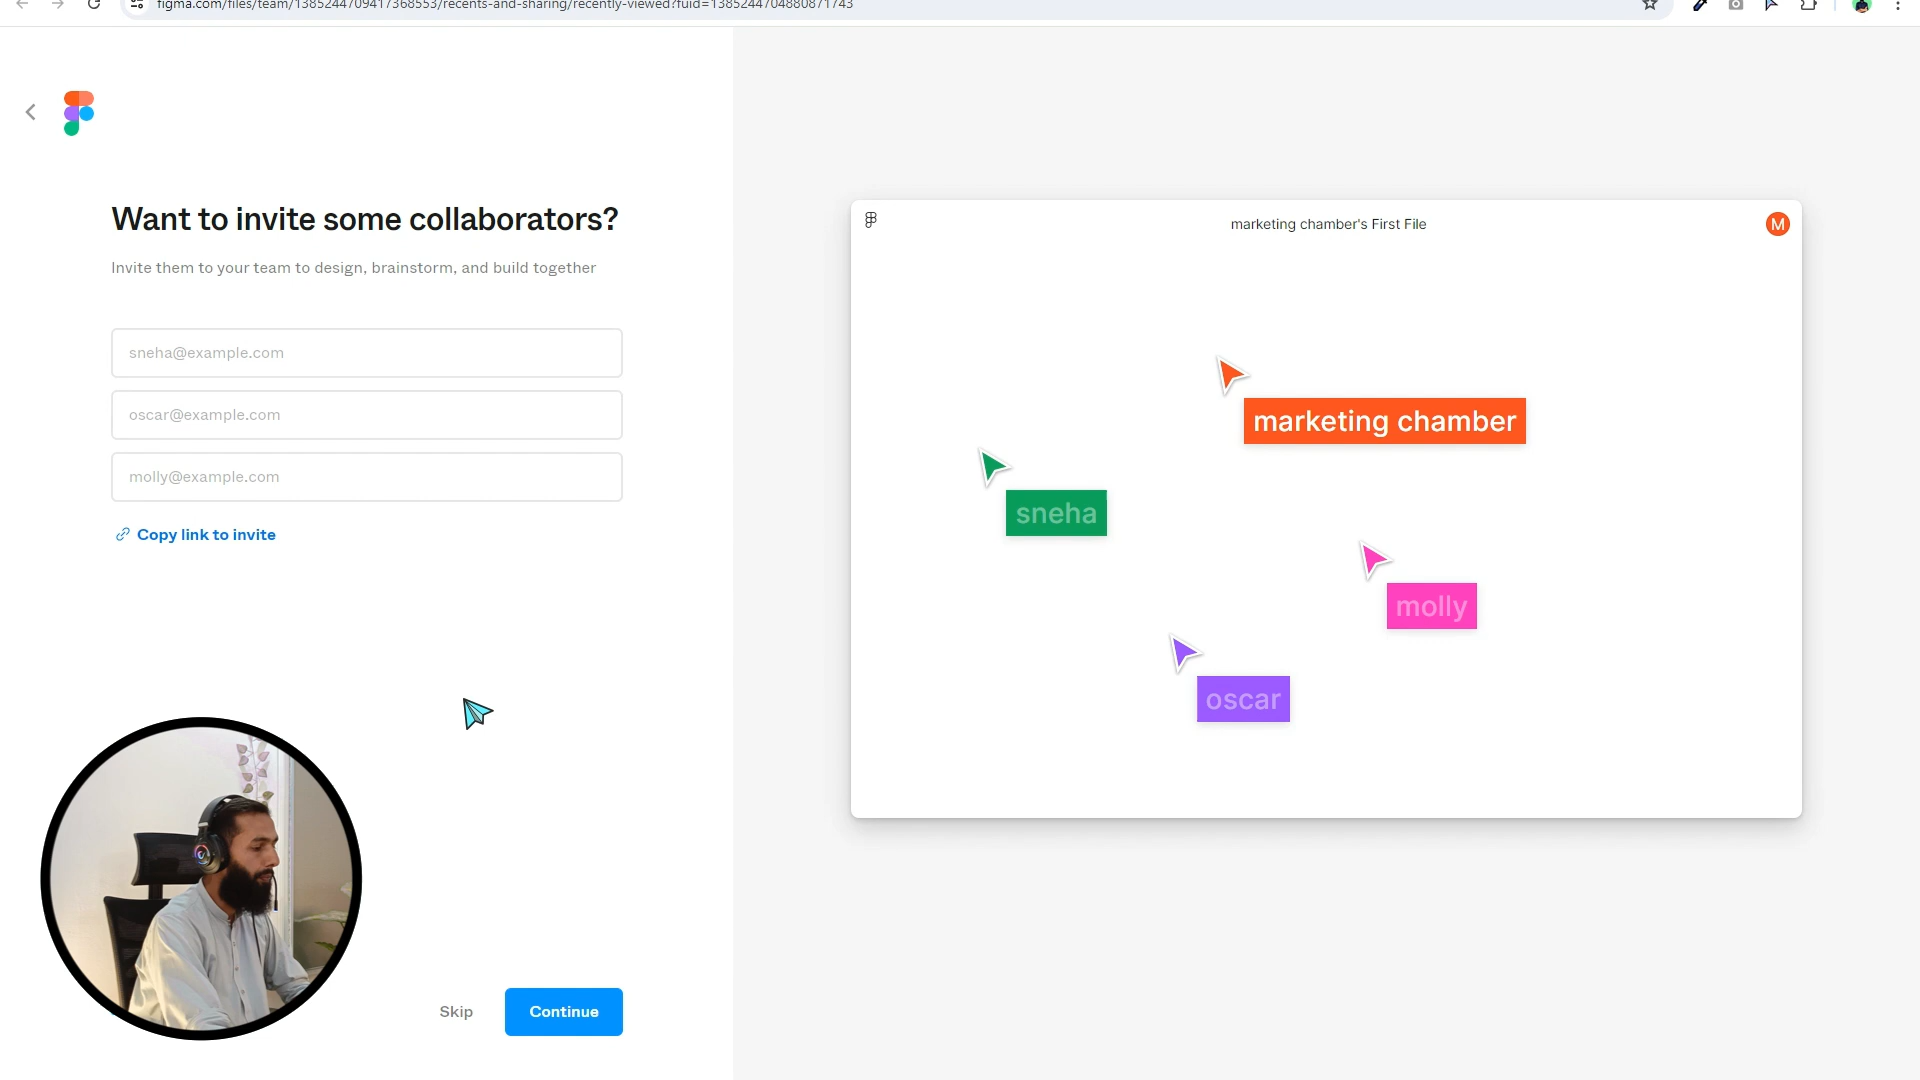 figma.com/files/team/1385244709417368553/recents-and-sharing/recently-viewed?fuid=1385244704880871743
Want to invite some collaborators?
Invite them to your team to design, brainstorm, and build together
sneha@example.com
oscar@example.com
molly@example.com
Copy link to invite
Skip
Continue
marketing chamber's First File
M
marketing chamber
sneha
molly
oscar